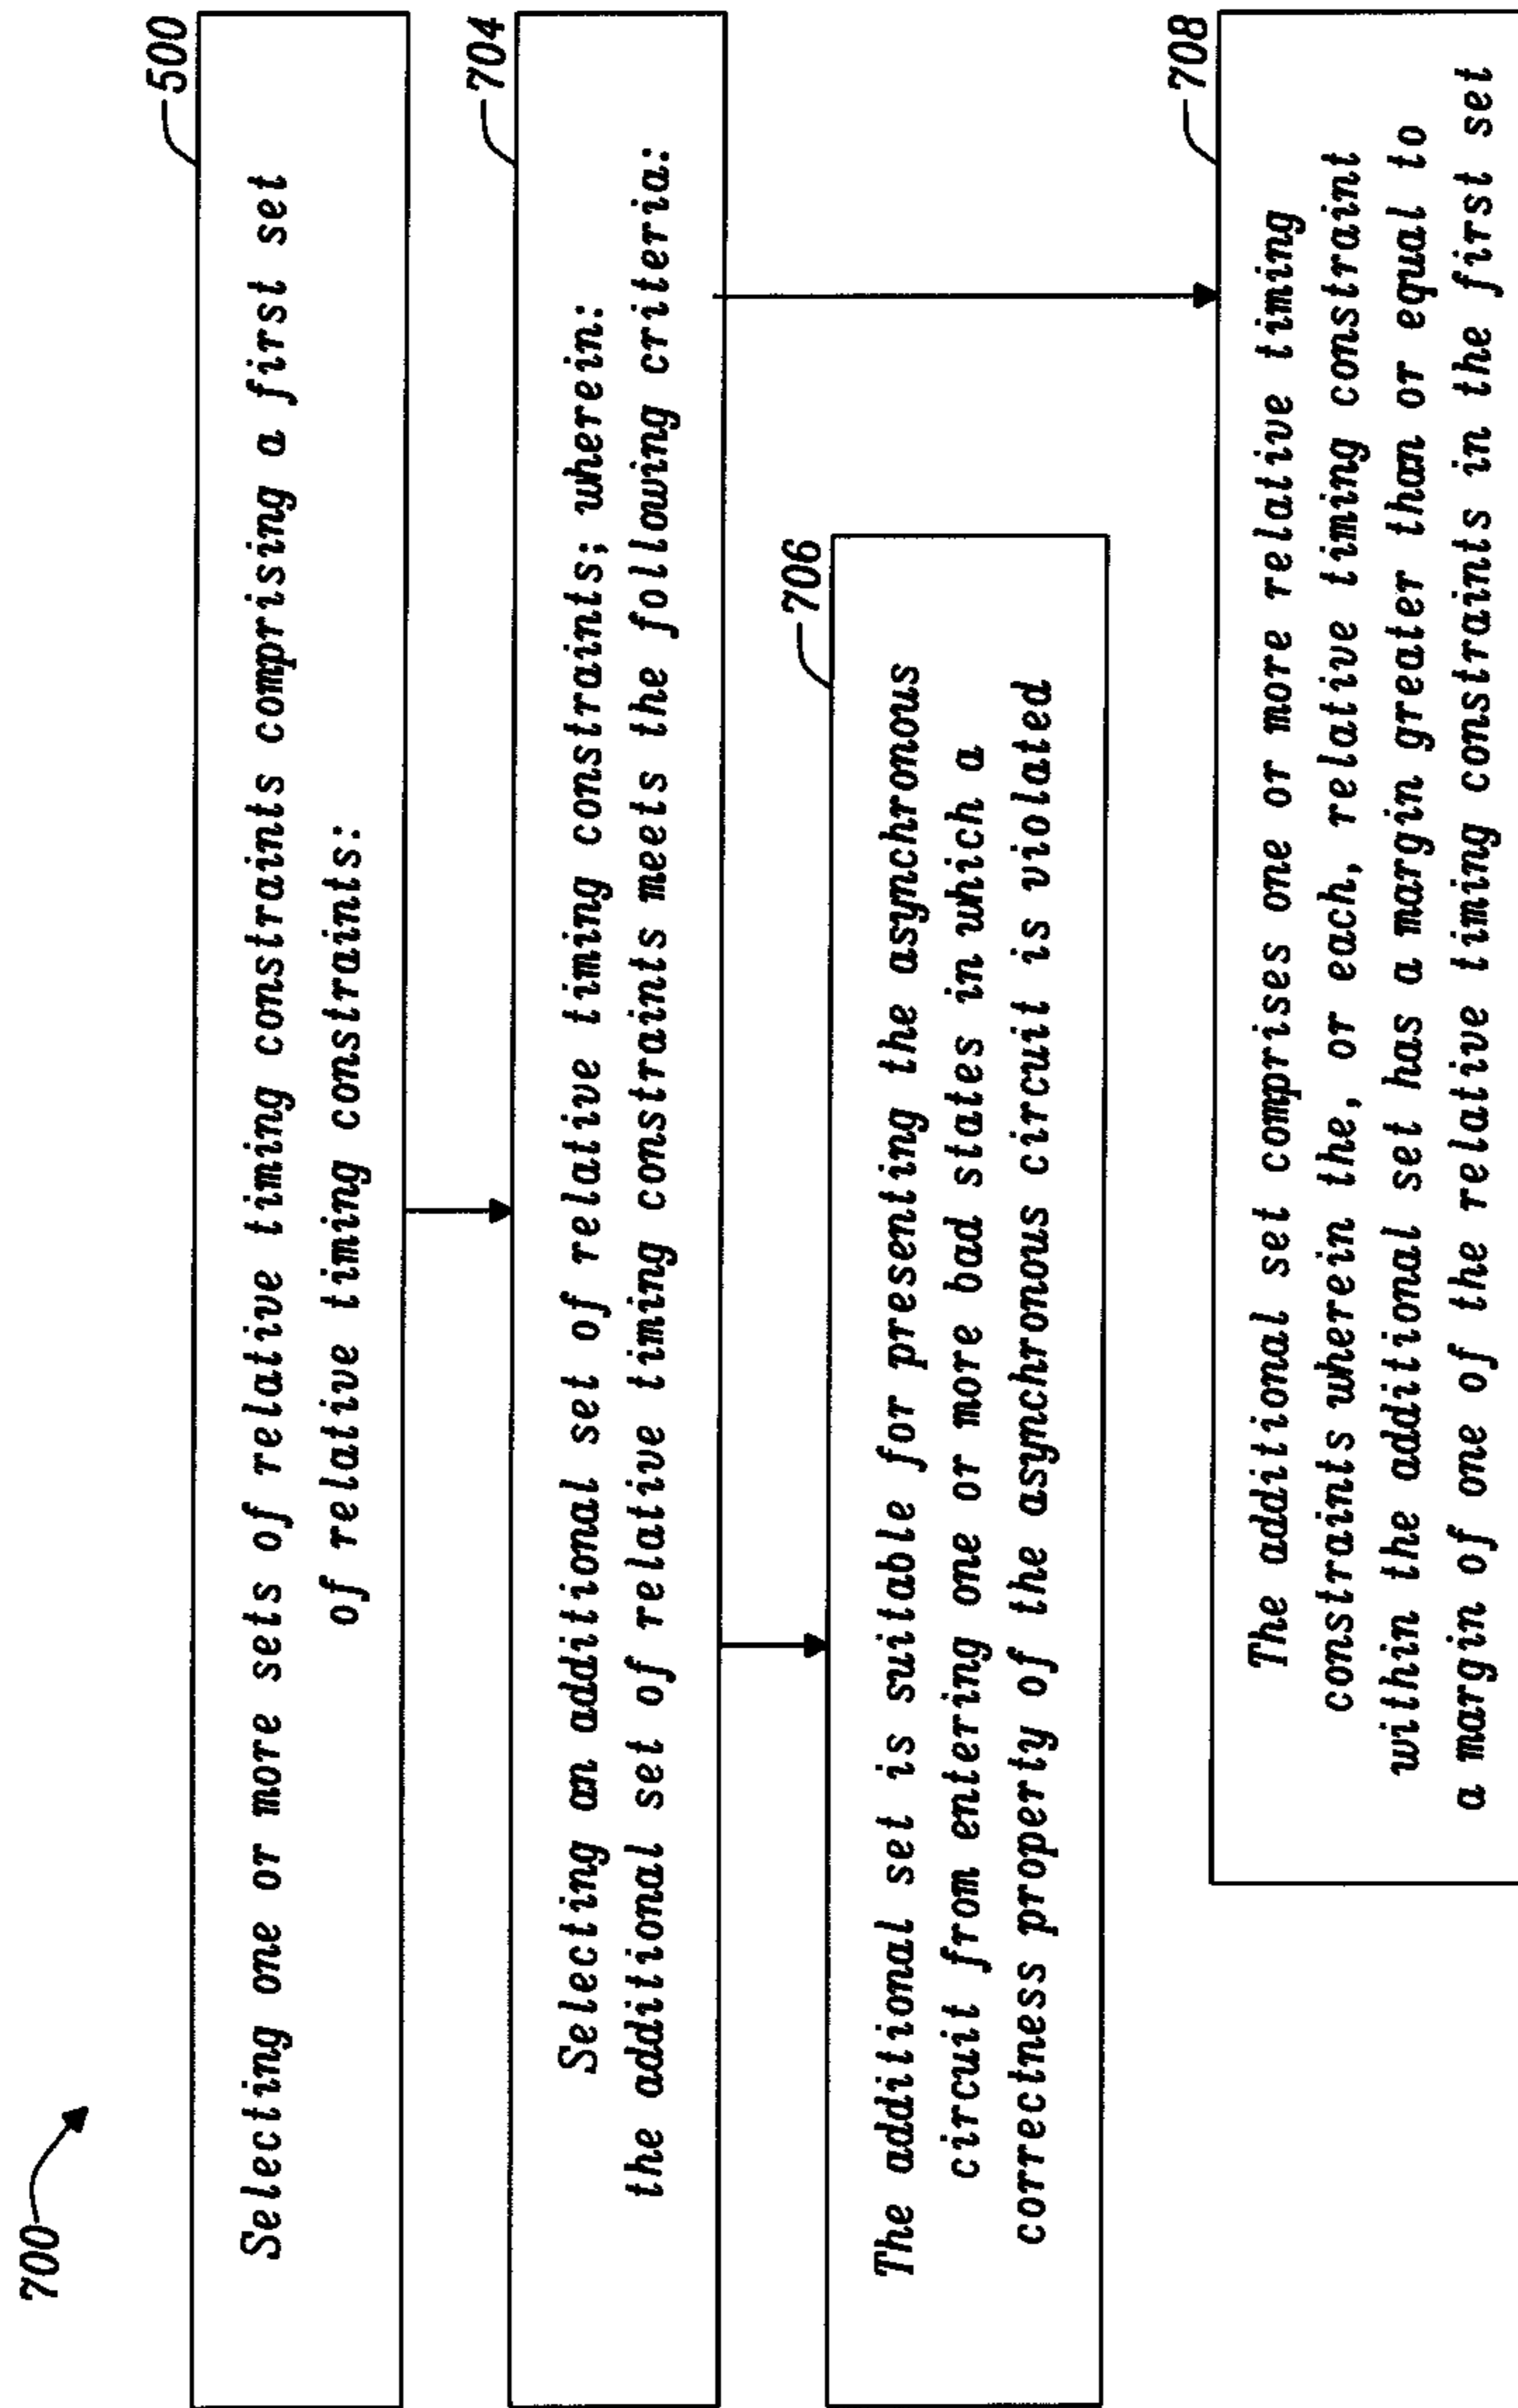 700
500
Selecting one or more sets of relative timing constraints comprising a first set
of relative timing constraints:
704
Selecting an additional set of relative timing constraints; wherein:
the additional set of relative timing constraints meets the following criteria:
706
The additional set is suitable for presenting the asynchronous
circuit from entering one or more bad states in which a
correctness property of the asynchronous circuit is violated
708
The additional set comprises one or more relative timing
constraints wherein the, or each, relative timing constraint
within the additional set has a margin greater than or equal to
a margin of one of the relative timing constraints in the first set